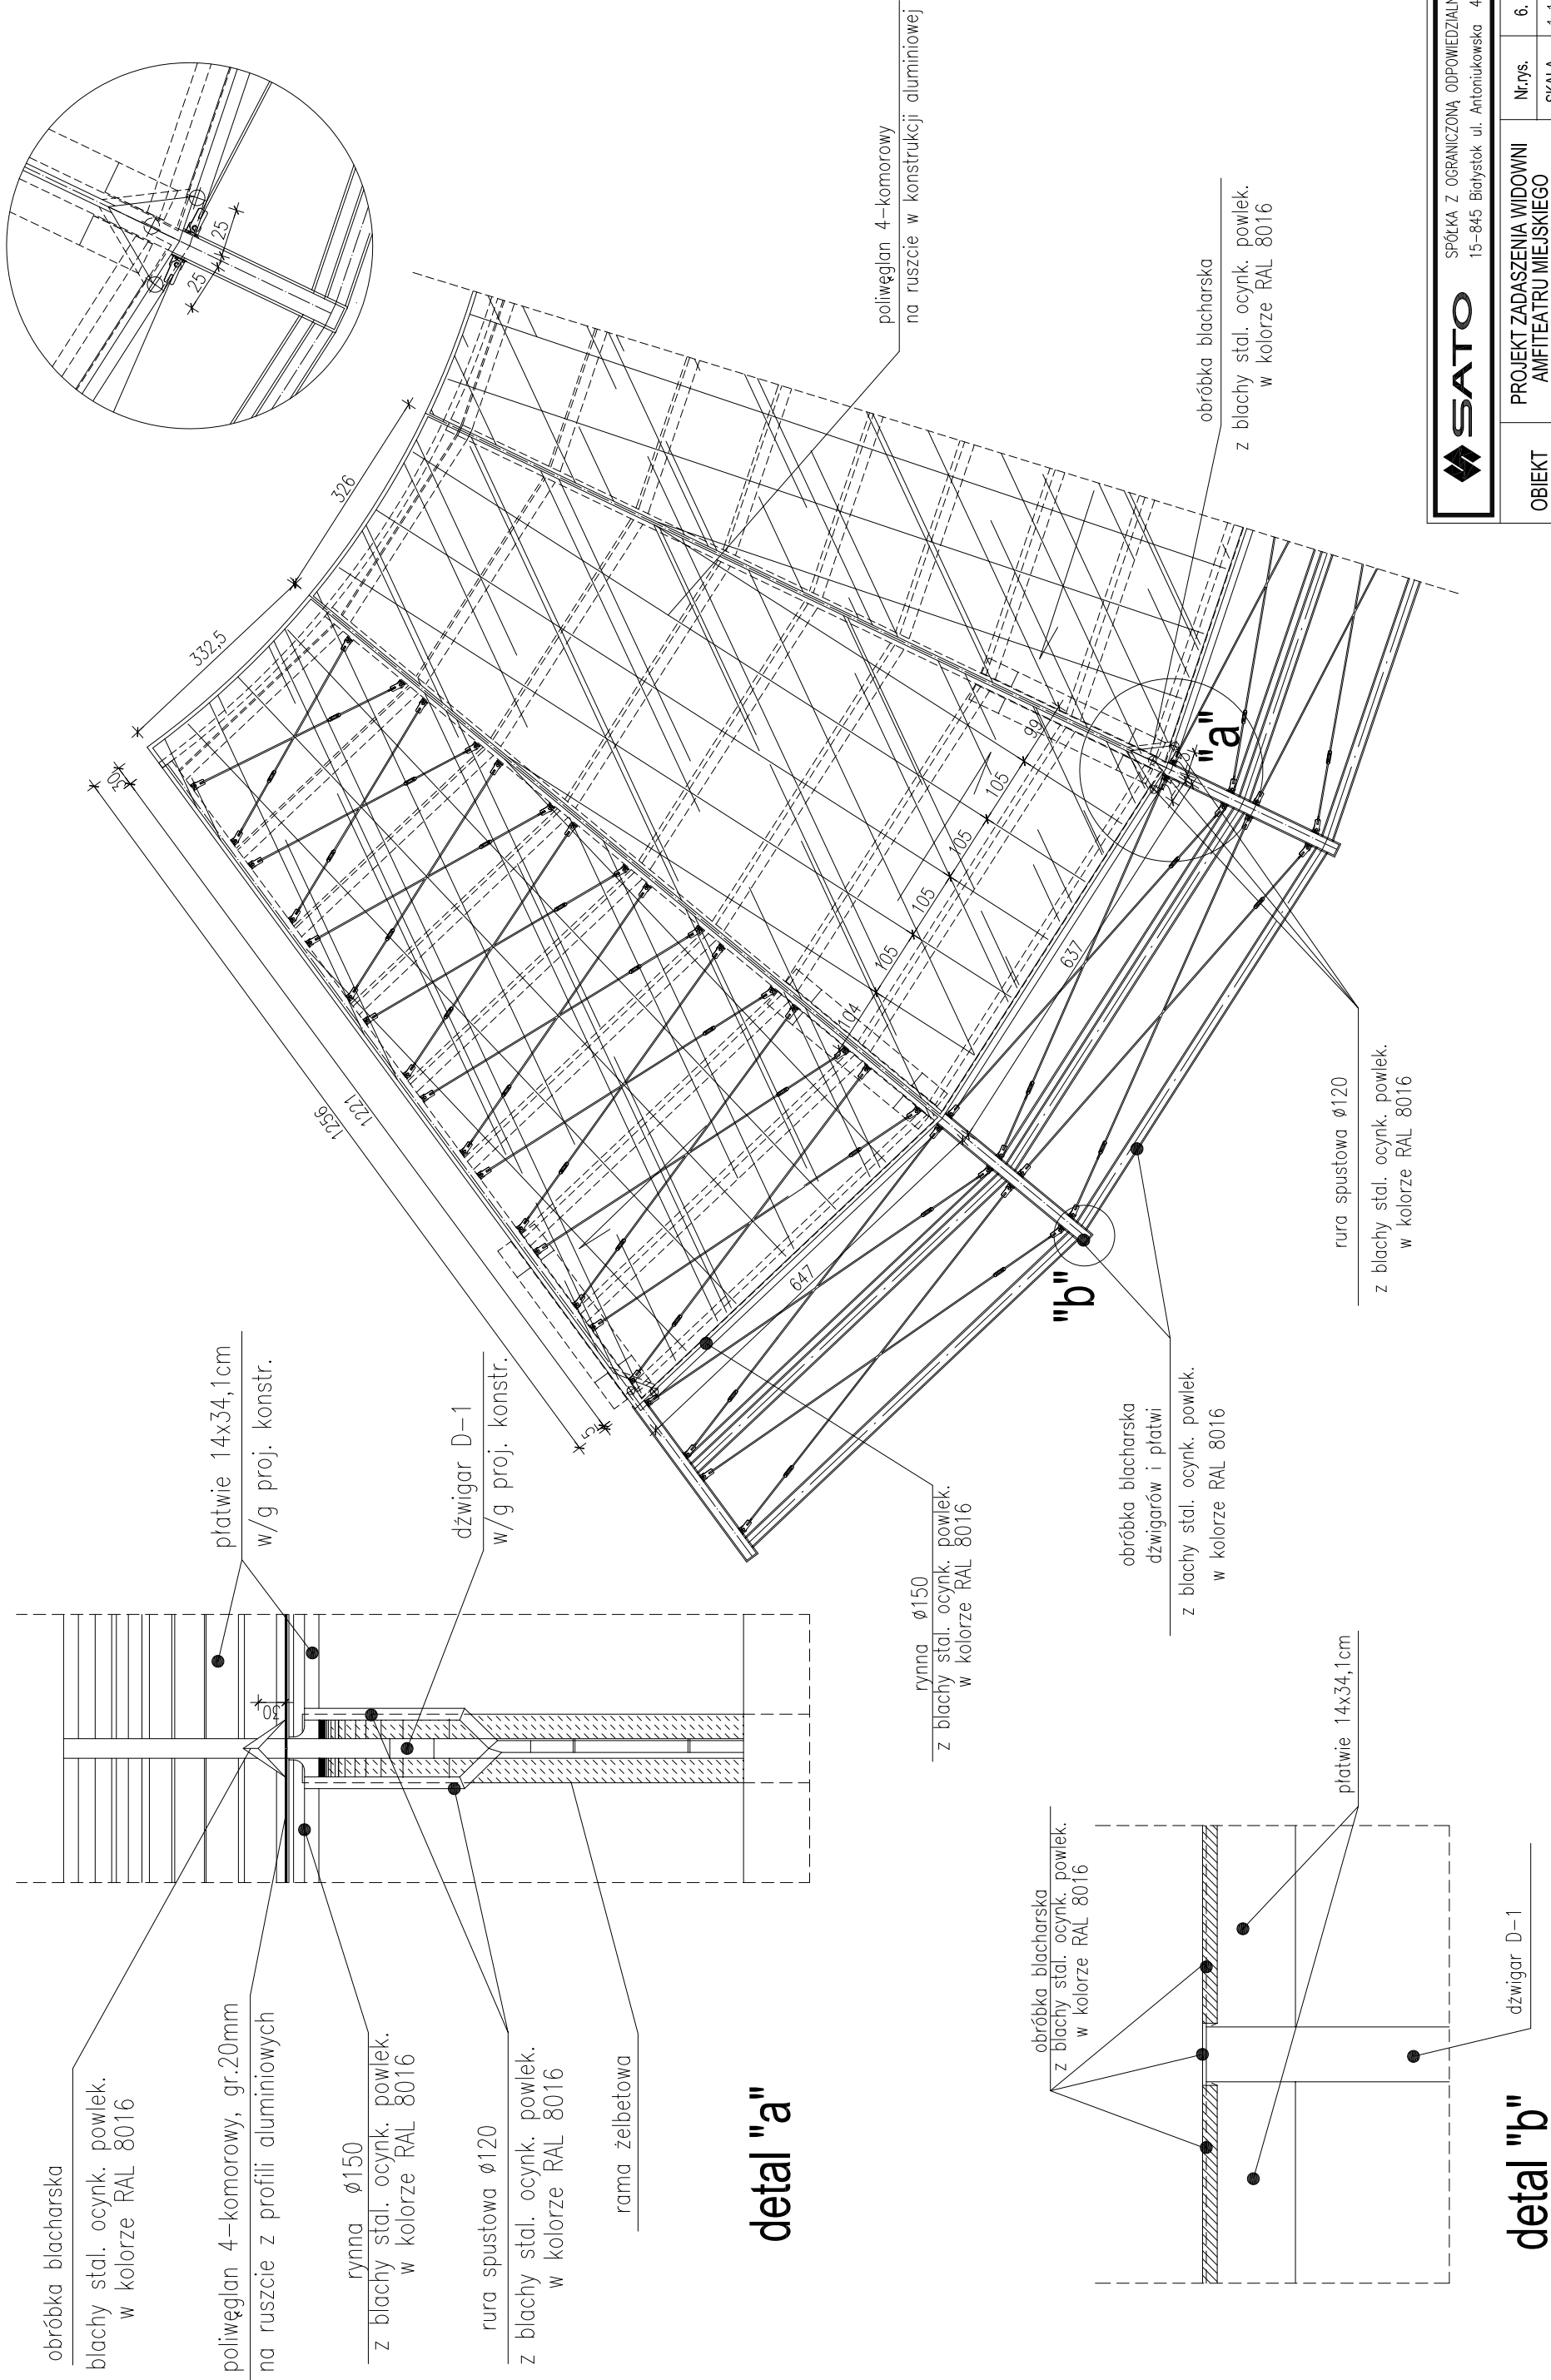 obróbka blacharska
blachy stal. ocynk. powlek.
w kolorze RAL 8016
poliwęglan 4-komorowy, gr.20mm
na ruszcie z profili aluminiowych
rynna ø150
z blachy stal. ocynk. powlek.
w kolorze RAL 8016
rura spustowa ø120
z blachy stal. ocynk. powlek.
w kolorze RAL 8016
rama żelbetowa
detal "a"
30
płatwie 14x34,1cm
w/g proj. konstr.
dźwigar D-1
w/g proj. konstr.
obróbka blacharska
z blachy stal. ocynk. powlek.
w kolorze RAL 8016
płatwie 14x34,1cm
dźwigar D-1
detal "b"
rynna ø150
z blachy stal. ocynk. powlek.
w kolorze RAL 8016
obróbka blacharska
dźwigarów i płatwi
z blachy stal. ocynk. powlek.
w kolorze RAL 8016
rura spustowa ø120
z blachy stal. ocynk. powlek.
w kolorze RAL 8016
obróbka blacharska
z blachy stal. ocynk. powlek.
w kolorze RAL 8016
poliwęglan 4-komorowy
na ruszcie w konstrukcji aluminiowej
25
25
326
332,5
30
1256
1221
5
647
637
104
105
105
105
105
99
"a"
"b"
SATO
SPÓŁKA Z OGRANICZONĄ
15-845 Białystok ul. Antoniukowska
OBIEKT
PROJEKT ZADASZENIA WIDOWNI
AMFITEATRU MIEJSKIEGO
Nr.rys.
6.